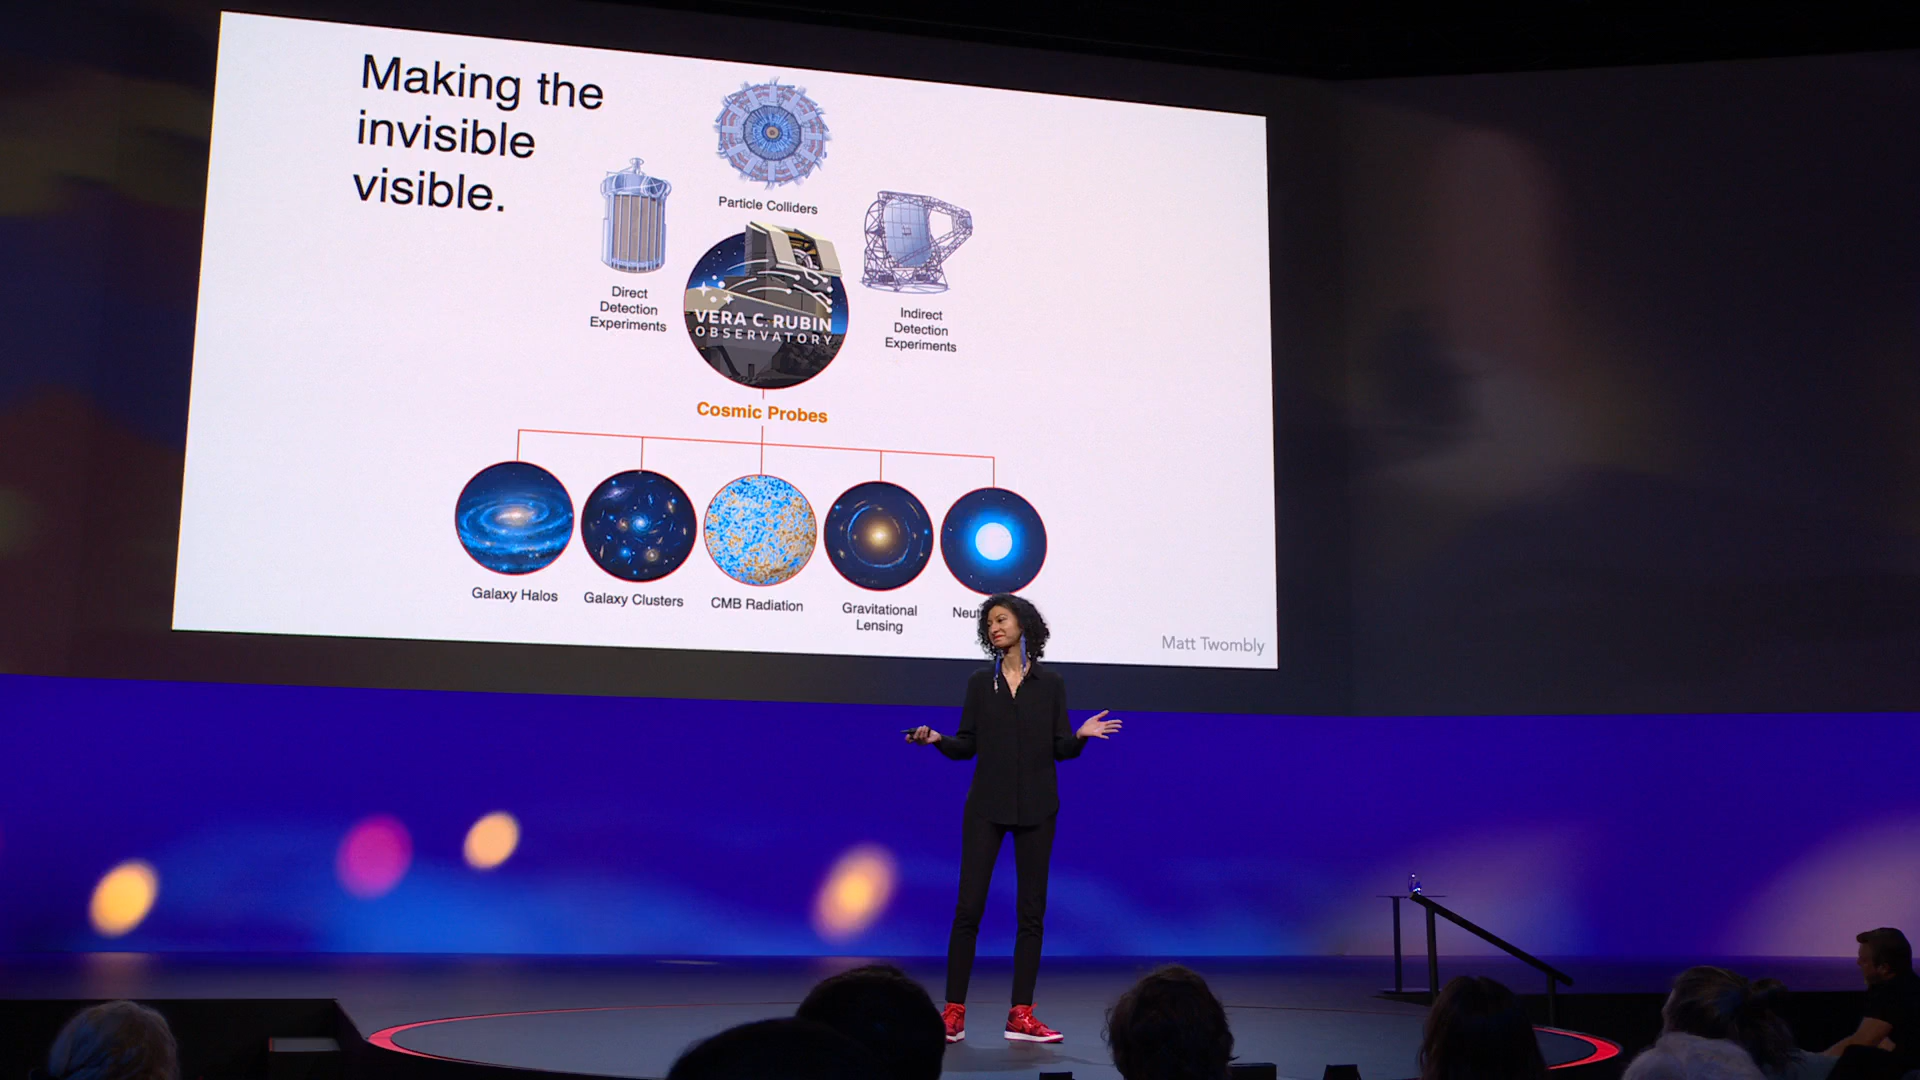 Making the
invisible
visible.
Particle Colliders
Direct
Detection
Experiments
VERA C. RUBIN
OBSERVATORY
Indirect
Detection
Experiments
Cosmic Probes
Galaxy Halos
Galaxy Clusters
CMB Radiation
Gravitational
Lensing
Matt Twombly